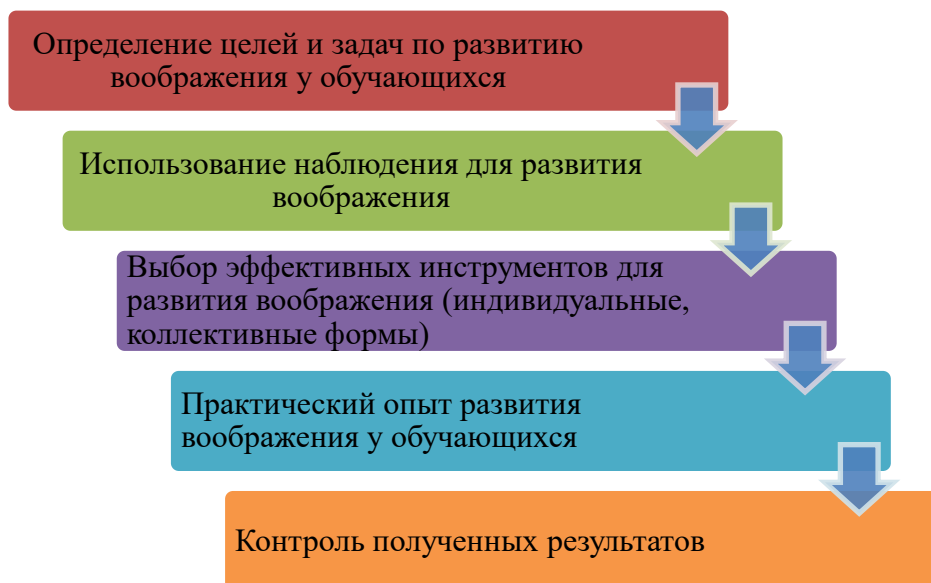 Определение целей и задач по развитию
воображения у обучающихся
Использование наблюдения для развития
воображения
Выбор эффективных инструментов для
развития воображения (индивидуальные,
коллективные формы)
Практический опыт развития
воображения у обучающихся
Контроль полученных результатов